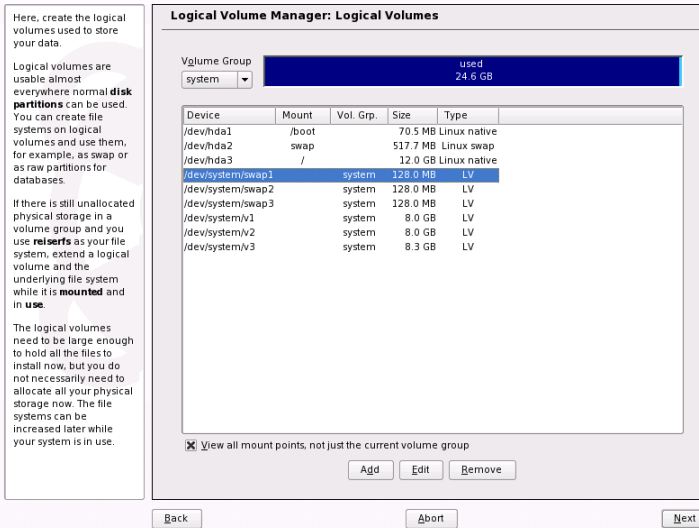 Here, create the logical
volumes used to store
your data.
Logical volumes are
usable almost
everywhere normal disk
partitions can be used.
You can create file
systems on logical
volumes and use them,
for example, as swap or
as raw partitions for
databases.
If there is still unallocated
physical storage in a
volume group and you
use reiserfs as your file
system, extend a logical
volume and the
underlying file system
while it is mounted and
in use.
The logical volumes
need to be large enough
to hold all the files to
install now, but you do
not necessarily need to
allocate all your physical
storage now. The file
systems can be
increased later while
your system is in use.
Logical Volume Manager: Logical Volumes
Volume Group
system
used
24.6 GB
Device Mount Vol. Grp. Size Type
/dev/hda1 /boot 70.5 MB Linux native
/dev/hda2 swap 517.7 MB Linux swap
/dev/hda3 / 12.0 GB Linux native
/dev/system/swap1 system 128.0 MB LV
/dev/system/swap2 system 128.0 MB LV
/dev/system/swap3 system 128.0 MB LV
/dev/system/v1 system 8.0 GB LV
/dev/system/v2 system 8.0 GB LV
/dev/system/v3 system 8.3 GB LV
View all mount points, not just the current volume group
Add Edit Remove
Back Abort Next